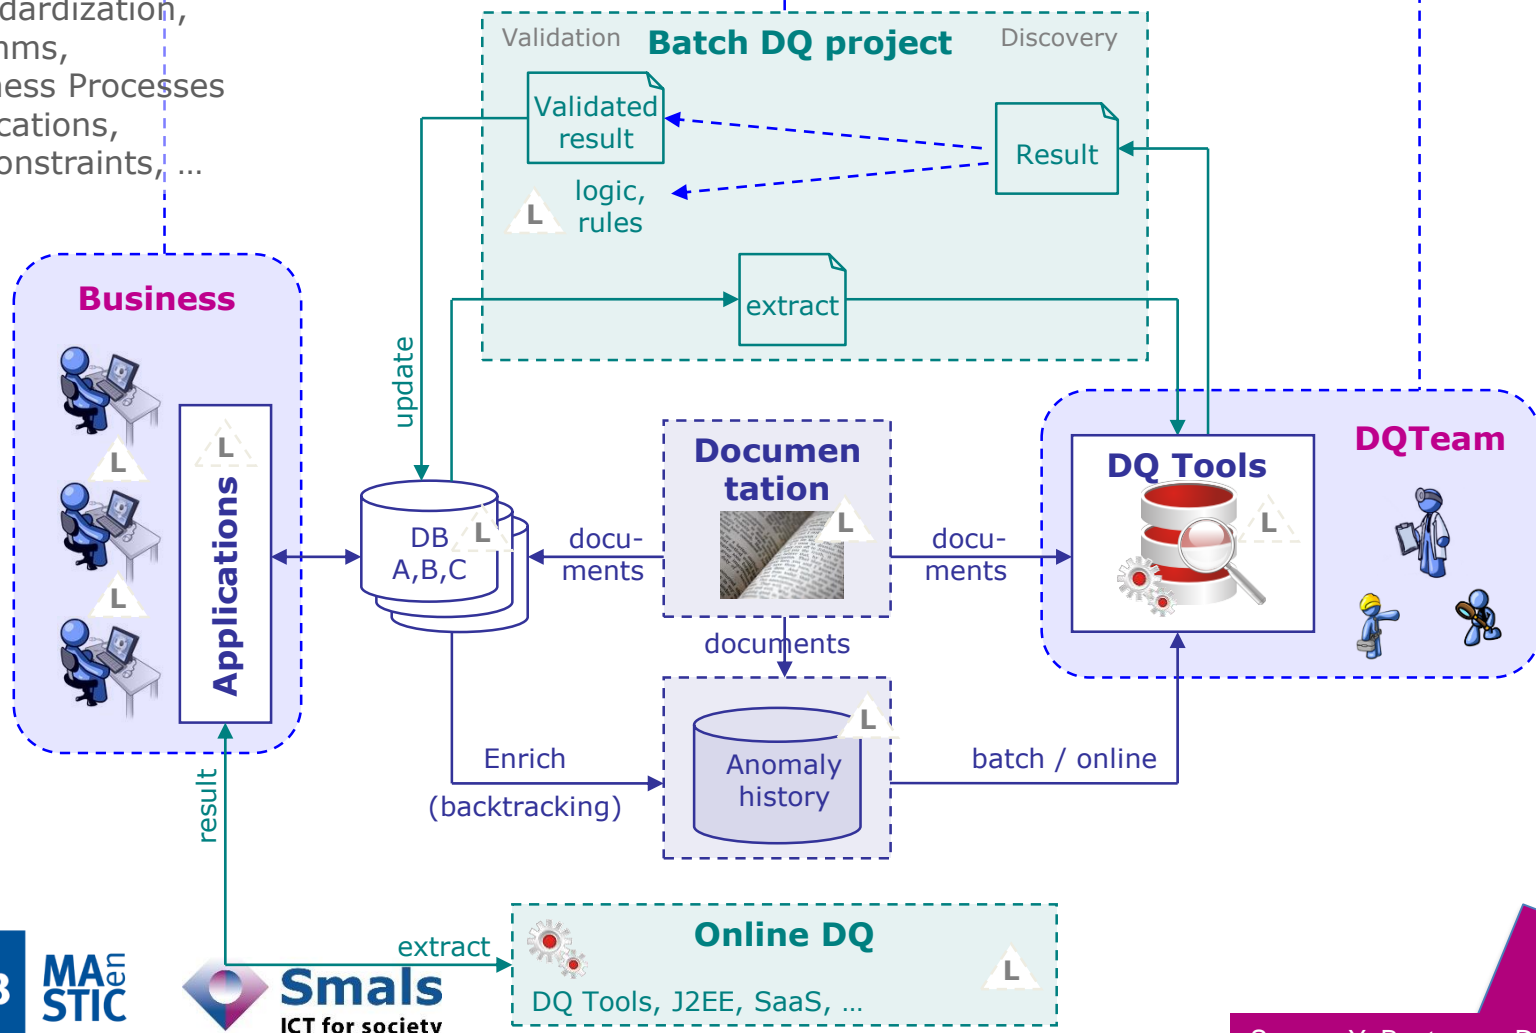 dardization,
nms,
ness Processes
cations,
onstraints, …
Validation
Batch DQ project
Discovery
Validated
result
Result
logic,
rules
L
extract
Business
update
L
L
L
Applications
DB
A,B,C
L
docu-
ments
Documen
tation
L
docu-
ments
DQ Tools
L
DQTeam
documents
Enrich
(backtracking)
Anomaly
history
L
batch / online
result
extract
Online DQ
L
DQ Tools, J2EE, SaaS, …
MA en
STIC
Smals
ICT for society